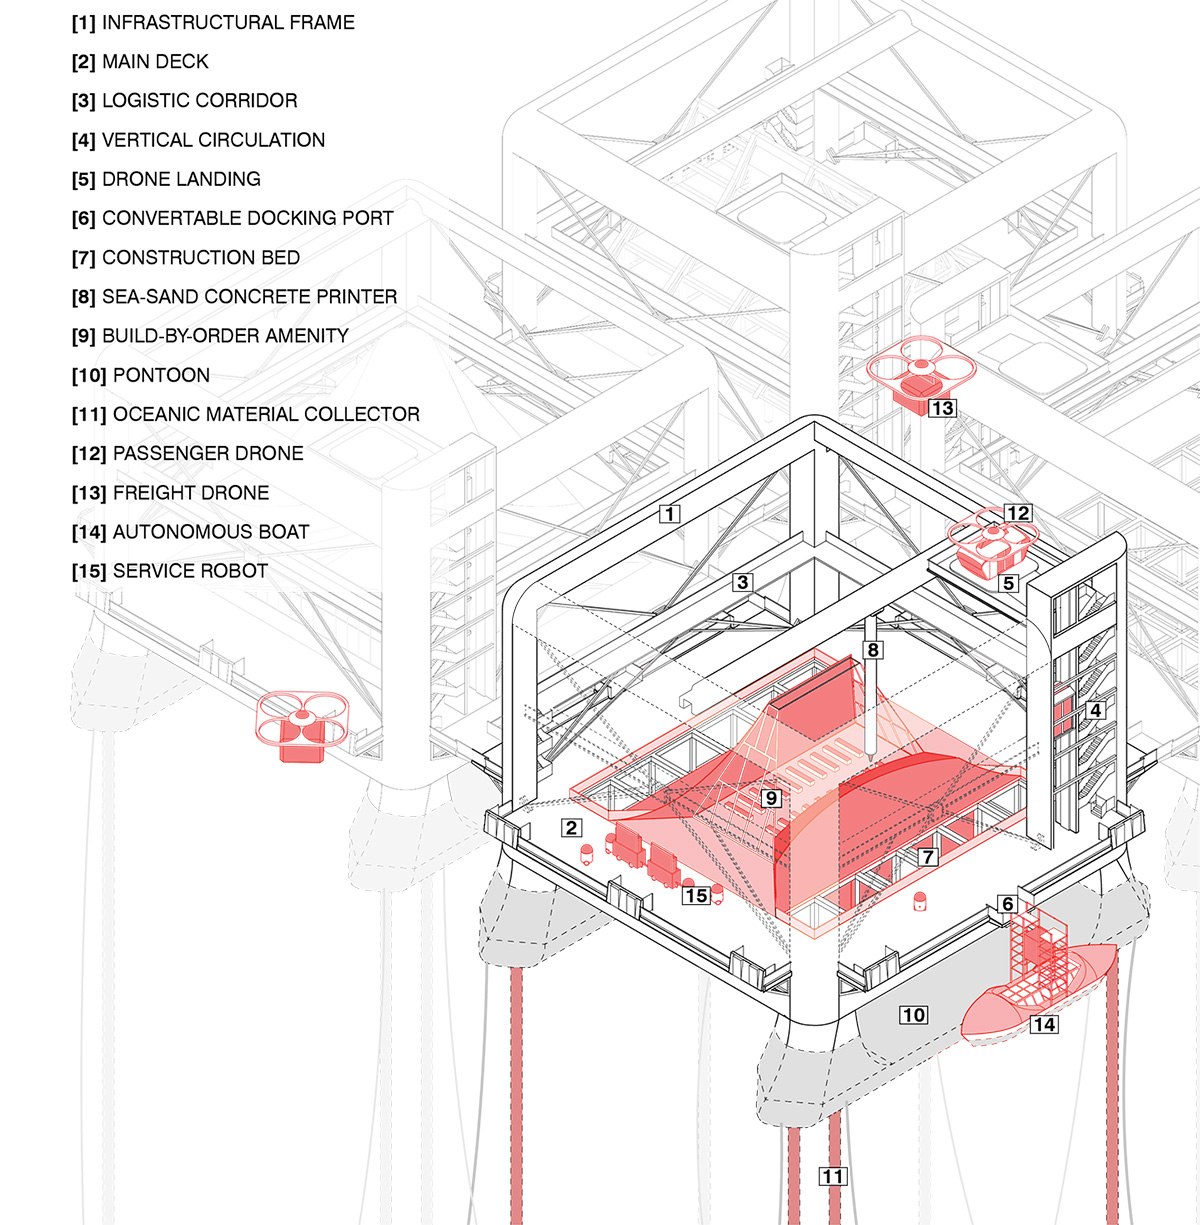 [1] INFRASTRUCTURAL FRAME
[2] MAIN DECK
[3] LOGISTIC CORRIDOR
[4] VERTICAL CIRCULATION
[5] DRONE LANDING
[6] CONVERTABLE DOCKING PORT
[7] CONSTRUCTION BED
[8] SEA-SAND CONCRETE PRINTER
[9] BUILD-BY-ORDER AMENITY
[10] PONTOON
[11] OCEANIC MATERIAL COLLECTOR
[12] PASSENGER DRONE
[13] FREIGHT DRONE
[14] AUTONOMOUS BOAT
[15] SERVICE ROBOT
13
1
12
3
5
8
4
9
2
7
15
6
10
14
11